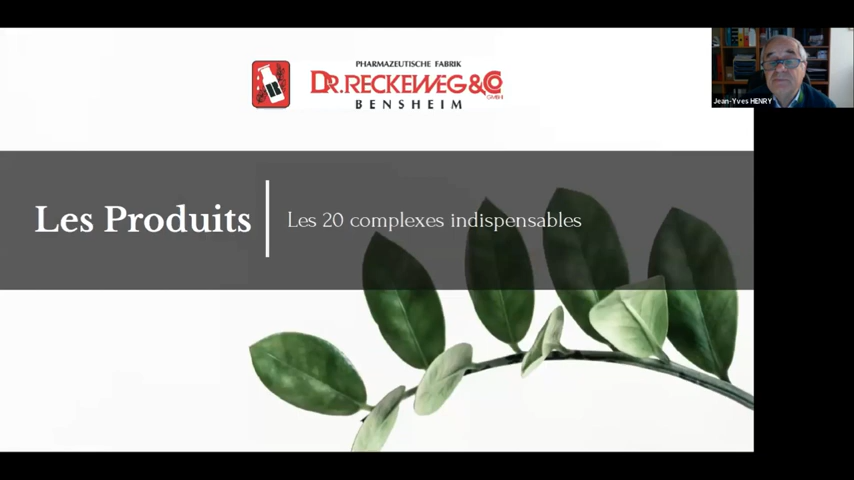 PHARMAZEUTISCHE FABRIK
DR. RECKEWEG & CO
GMBH
BENSHEIM
Jean-Yves HENRY
Les Produits
Les 20 complexes indispensables